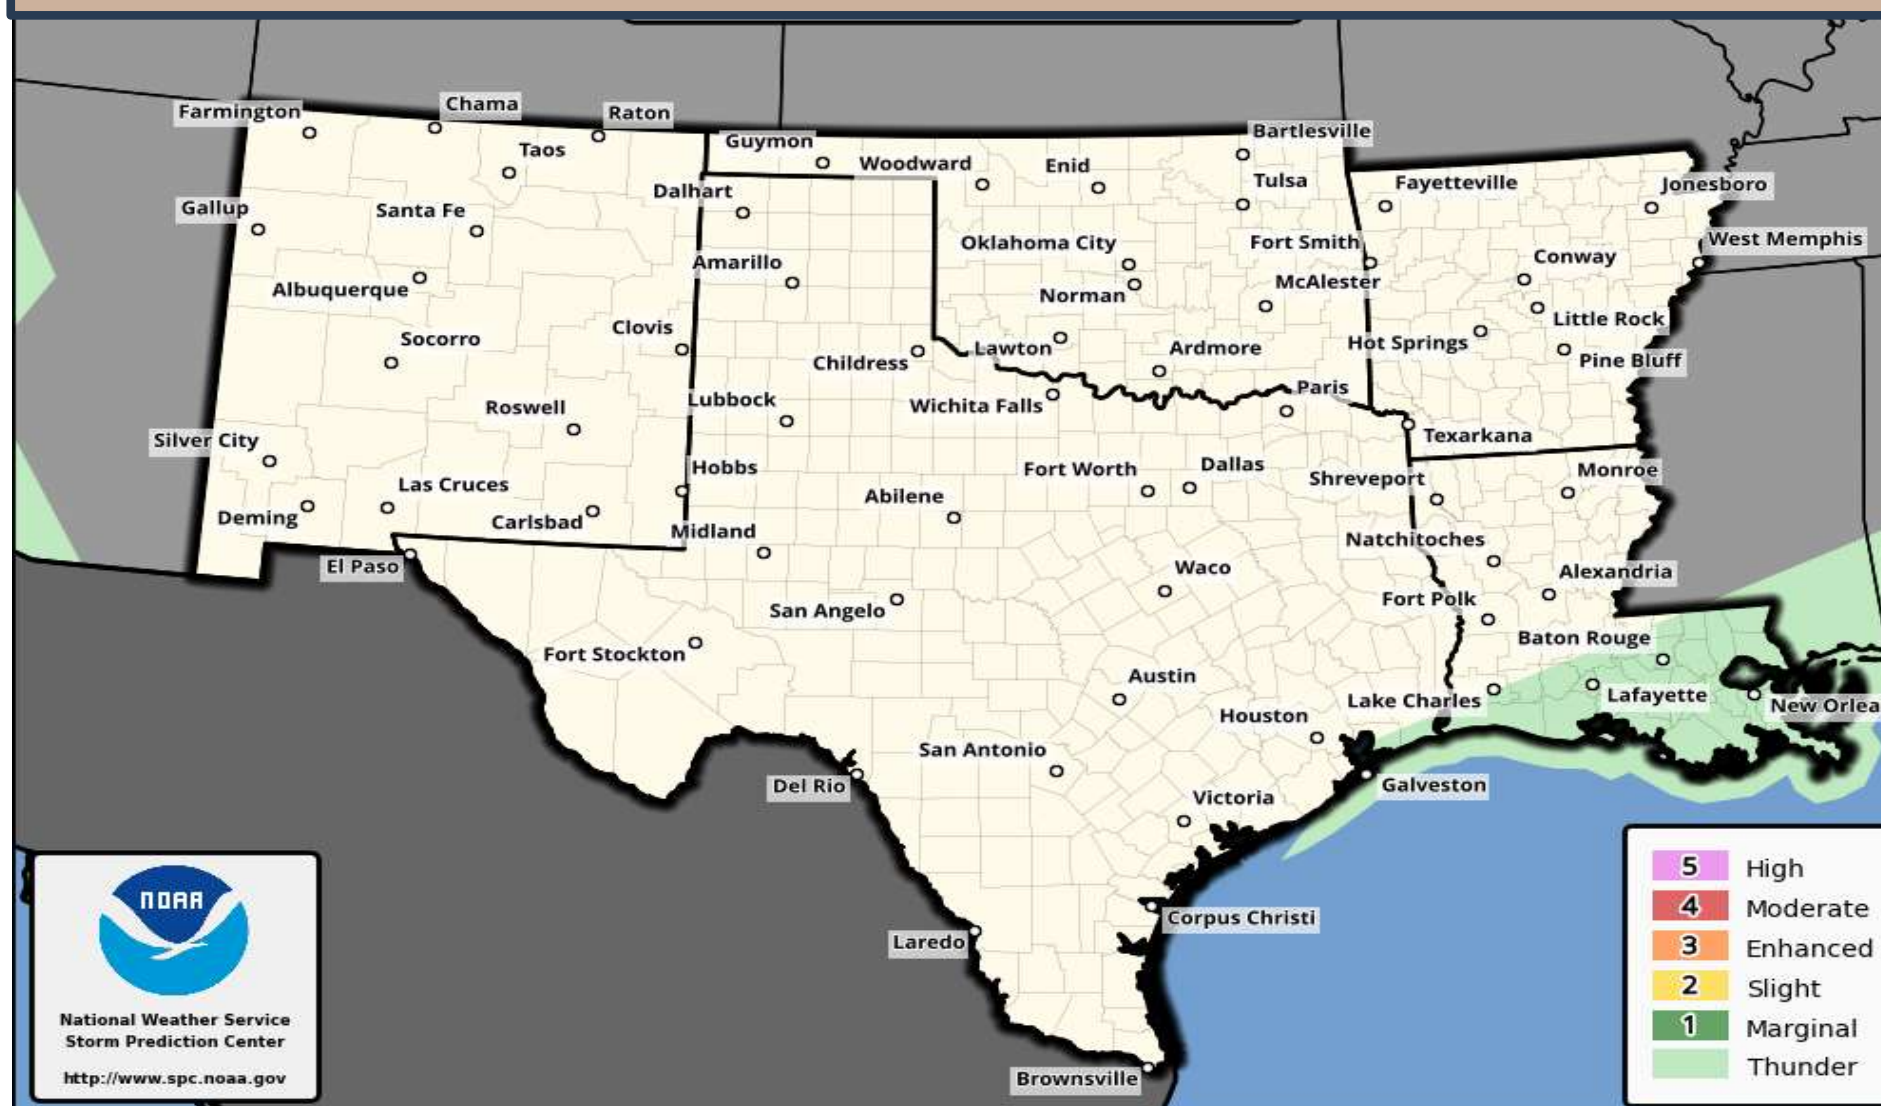 Farmington
Chama
Raton
Guymon
Bartlesville
Taos
Woodward
Enid
Tulsa
Fayetteville
Jonesboro
Dalhart
Gallup
Santa Fe
Oklahoma City
Fort Smith
West Memphis
Conway
Amarillo
McAlester
Albuquerque
Norman
Little Rock
Clovis
Socorro
Childress
Lawton
Ardmore
Hot Springs
Pine Bluff
Paris
Lubbock
Wichita Falls
Roswell
Silver City
Texarkana
Hobbs
Fort Worth
Dallas
Shreveport
Monroe
Las Cruces
Abilene
Deming
Carlsbad
Midland
Natchitoches
El Paso
Waco
Alexandria
San Angelo
Fort Polk
Baton Rouge
Fort Stockton
Austin
Lake Charles
Lafayette
New Orlea
Houston
San Antonio
Del Rio
Galveston
Victoria
Corpus Christi
Laredo
Brownsville
NOAA
National Weather Service
Storm Prediction Center
http://www.spc.noaa.gov
5 High
4 Moderate
3 Enhanced
2 Slight
1 Marginal
Thunder